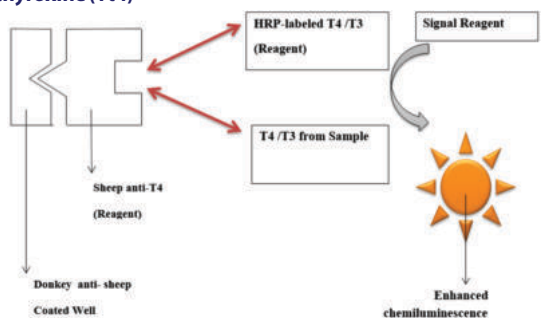 HRP-labeled T4 /T3
(Reagent)
Signal Reagent
T4 /T3 from Sample
Sheep anti-T4
(Reagent)
Donkey anti- sheep
Coated Well
Enhanced
chemiluminescence